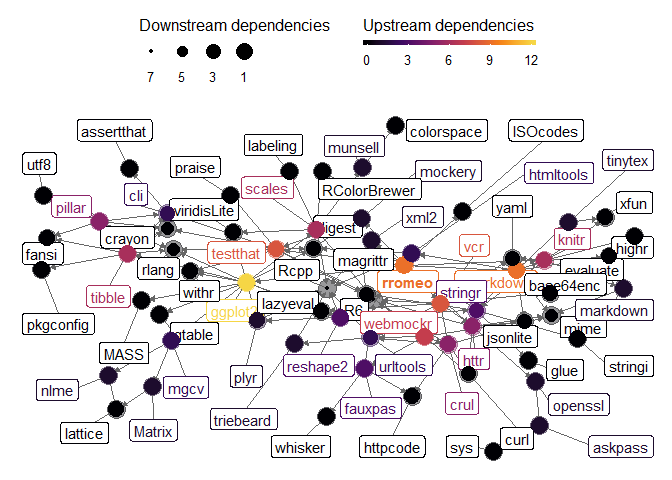 Downstream dependencies
Upstream dependencies
7 5 3 1
0 3 6 9 12
colorspace
ISOcodes
assertthat
labeling
munsell
tinytex
utf8
praise
mockery
htmltools
cli
scales
RColorBrewer
xfun
pillar
viridisLite
xml2
yaml
crayon
digest
vcr
knitr
highr
fansi
testthat
magrittr
rlang
Rcpp
evaluate
rromeo
rkdow
base64enc
tibble
withr
lazyeval
stringr
pkgconfig
ggplot
R6
markdown
gtable
webmockr
jsonlite
mime
MASS
reshape2
urltools
httr
glue
stringi
nlme
mgcv
plyr
crul
openssl
triebeard
fauxpas
lattice
Matrix
whisker
httpcode
sys
curl
askpass